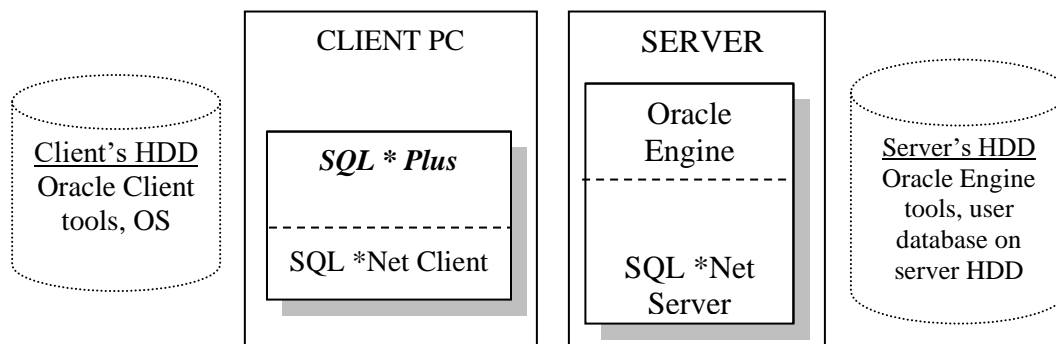 CLIENT PC
SERVER
Client's HDD
Oracle Client
tools, OS
SQL * Plus
SQL *Net Client
Oracle
Engine
SQL *Net
Server
Server's HDD
Oracle Engine
tools, user
database on
server HDD